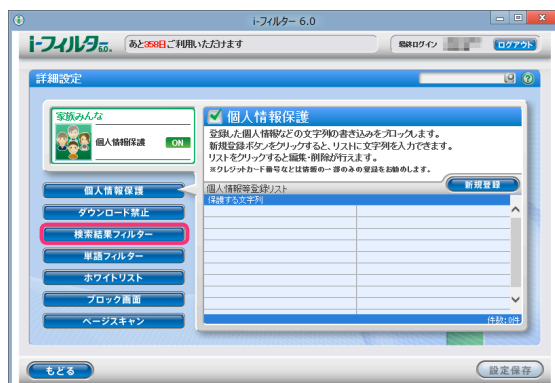 i-フィルター 6.0
i-フィルター6.0. あと358日ご利用いただけます 最終ログイン ログアウト
詳細設定
家族みんな
個人情報保護 ON
個人情報保護
ダウンロード禁止
検索結果フィルター
単語フィルター
ホワイトリスト
ブロック画面
ページスキャン
個人情報保護
登録した個人情報などの文字列の書き込みをブロックします。
新規登録ボタンをクリックすると、リストに文字列を入力できます。
リストをクリックすると編集・削除が行えます。
※クレジットカード番号などは情報の一部のみの登録をお勧めします。
個人情報等登録リスト 新規登録
保護する文字列
件数:0件
もどる 設定保存